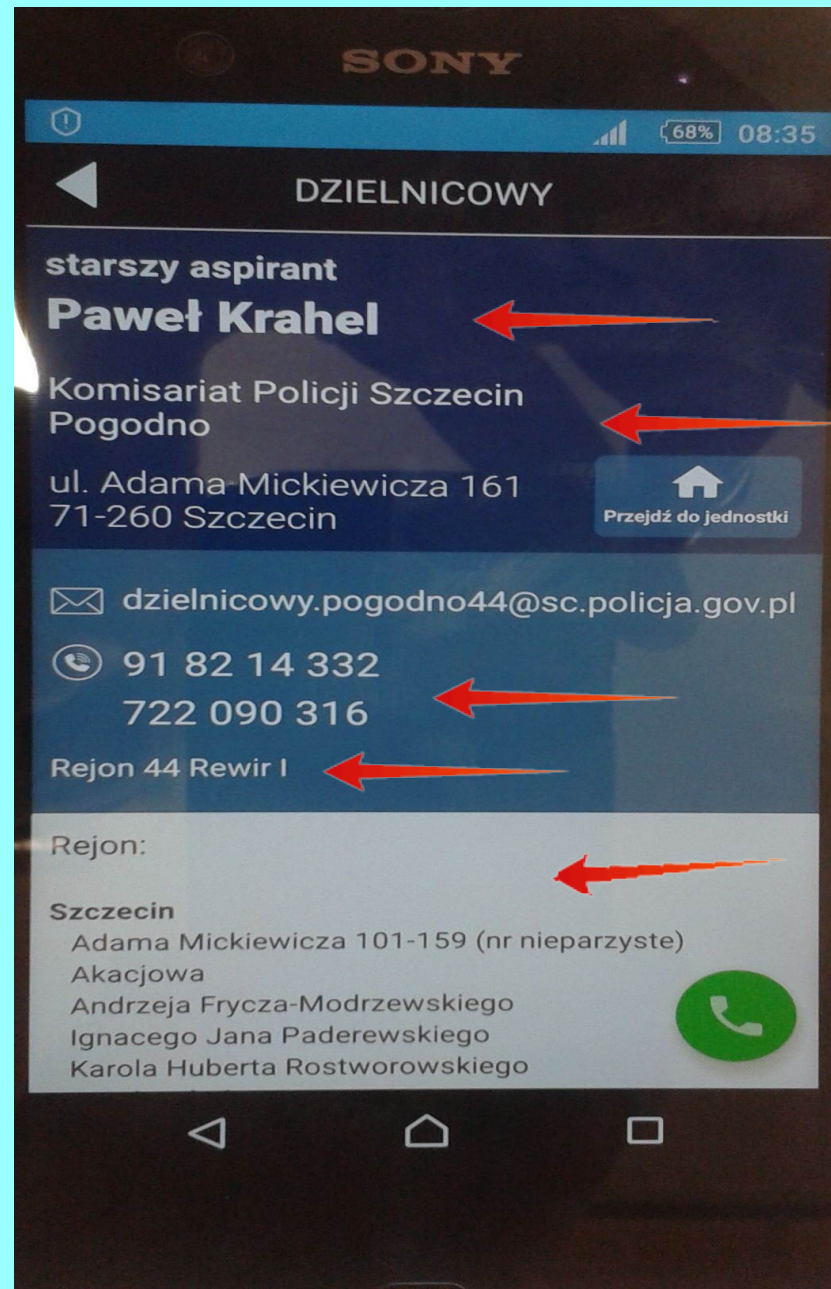 SONY
68% 08:35
DZIELNICOWY
starszy aspirant
Paweł Krahel
Komisariat Policji Szczecin
Pogodno
ul. Adama Mickiewicza 161
71-260 Szczecin
Przejdź do jednostki
dzielnicowy.pogodno44@sc.policja.gov.pl
91 82 14 332
722 090 316
Rejon 44 Rewir I
Rejon:
Szczecin
Adama Mickiewicza 101-159 (nr nieparzyste)
Akacjowa
Andrzeja Frycza-Modrzewskiego
Ignacego Jana Paderewskiego
Karola Huberta Rostworowskiego